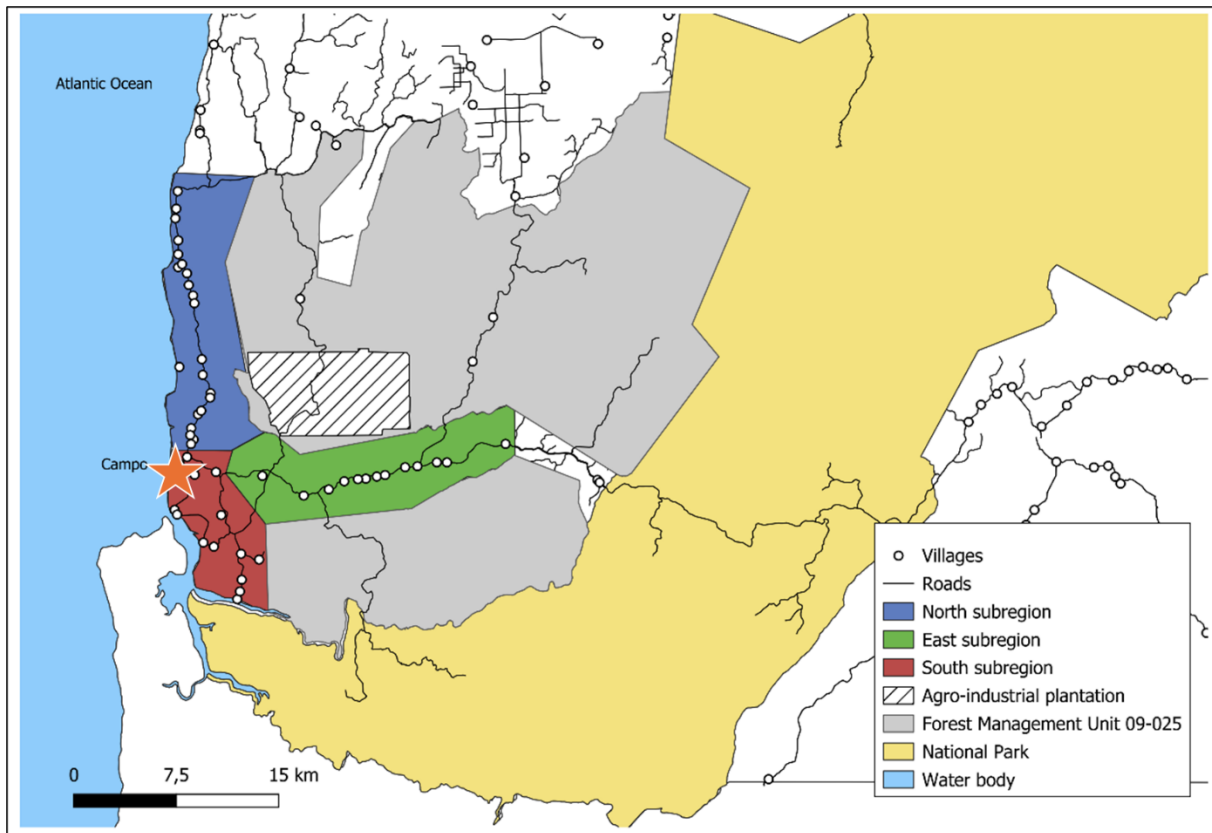 Atlantic Ocean
Campo
Villages
Roads
North subregion
East subregion
South subregion
Agro-industrial plantation
Forest Management Unit 09-025
National Park
Water body
0 7,5 15 km